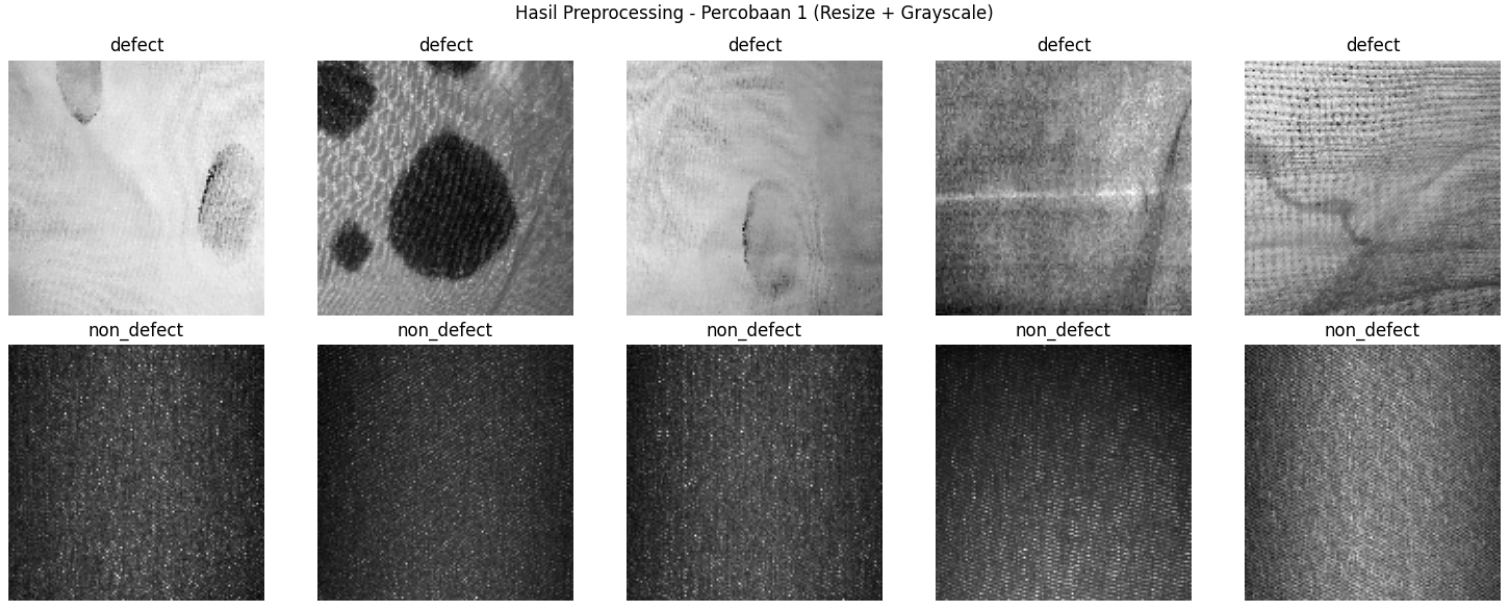 Hasil Preprocessing - Percobaan 1 (Resize + Grayscale)
defect defect defect defect defect
non_defect non_defect non_defect non_defect non_defect